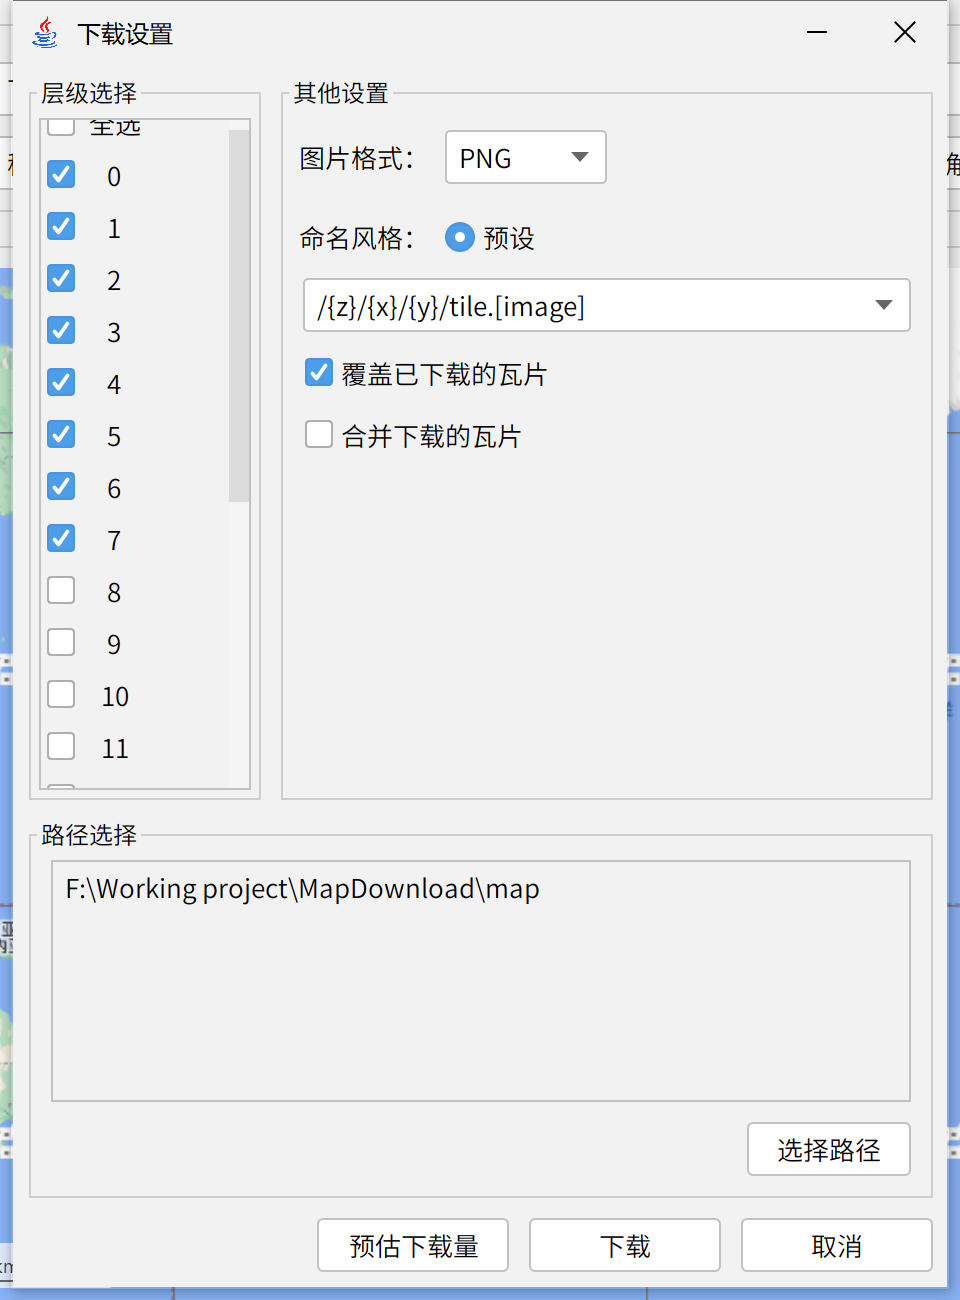 下载设置
层级选择
全选
0
1
2
3
4
5
6
7
8
9
10
11
其他设置
图片格式：
PNG
命名风格：
预设
/{z}/{x}/{y}/tile.[image]
覆盖已下载的瓦片
合并下载的瓦片
路径选择
F:\Working project\MapDownload\map
选择路径
预估下载量
下载
取消